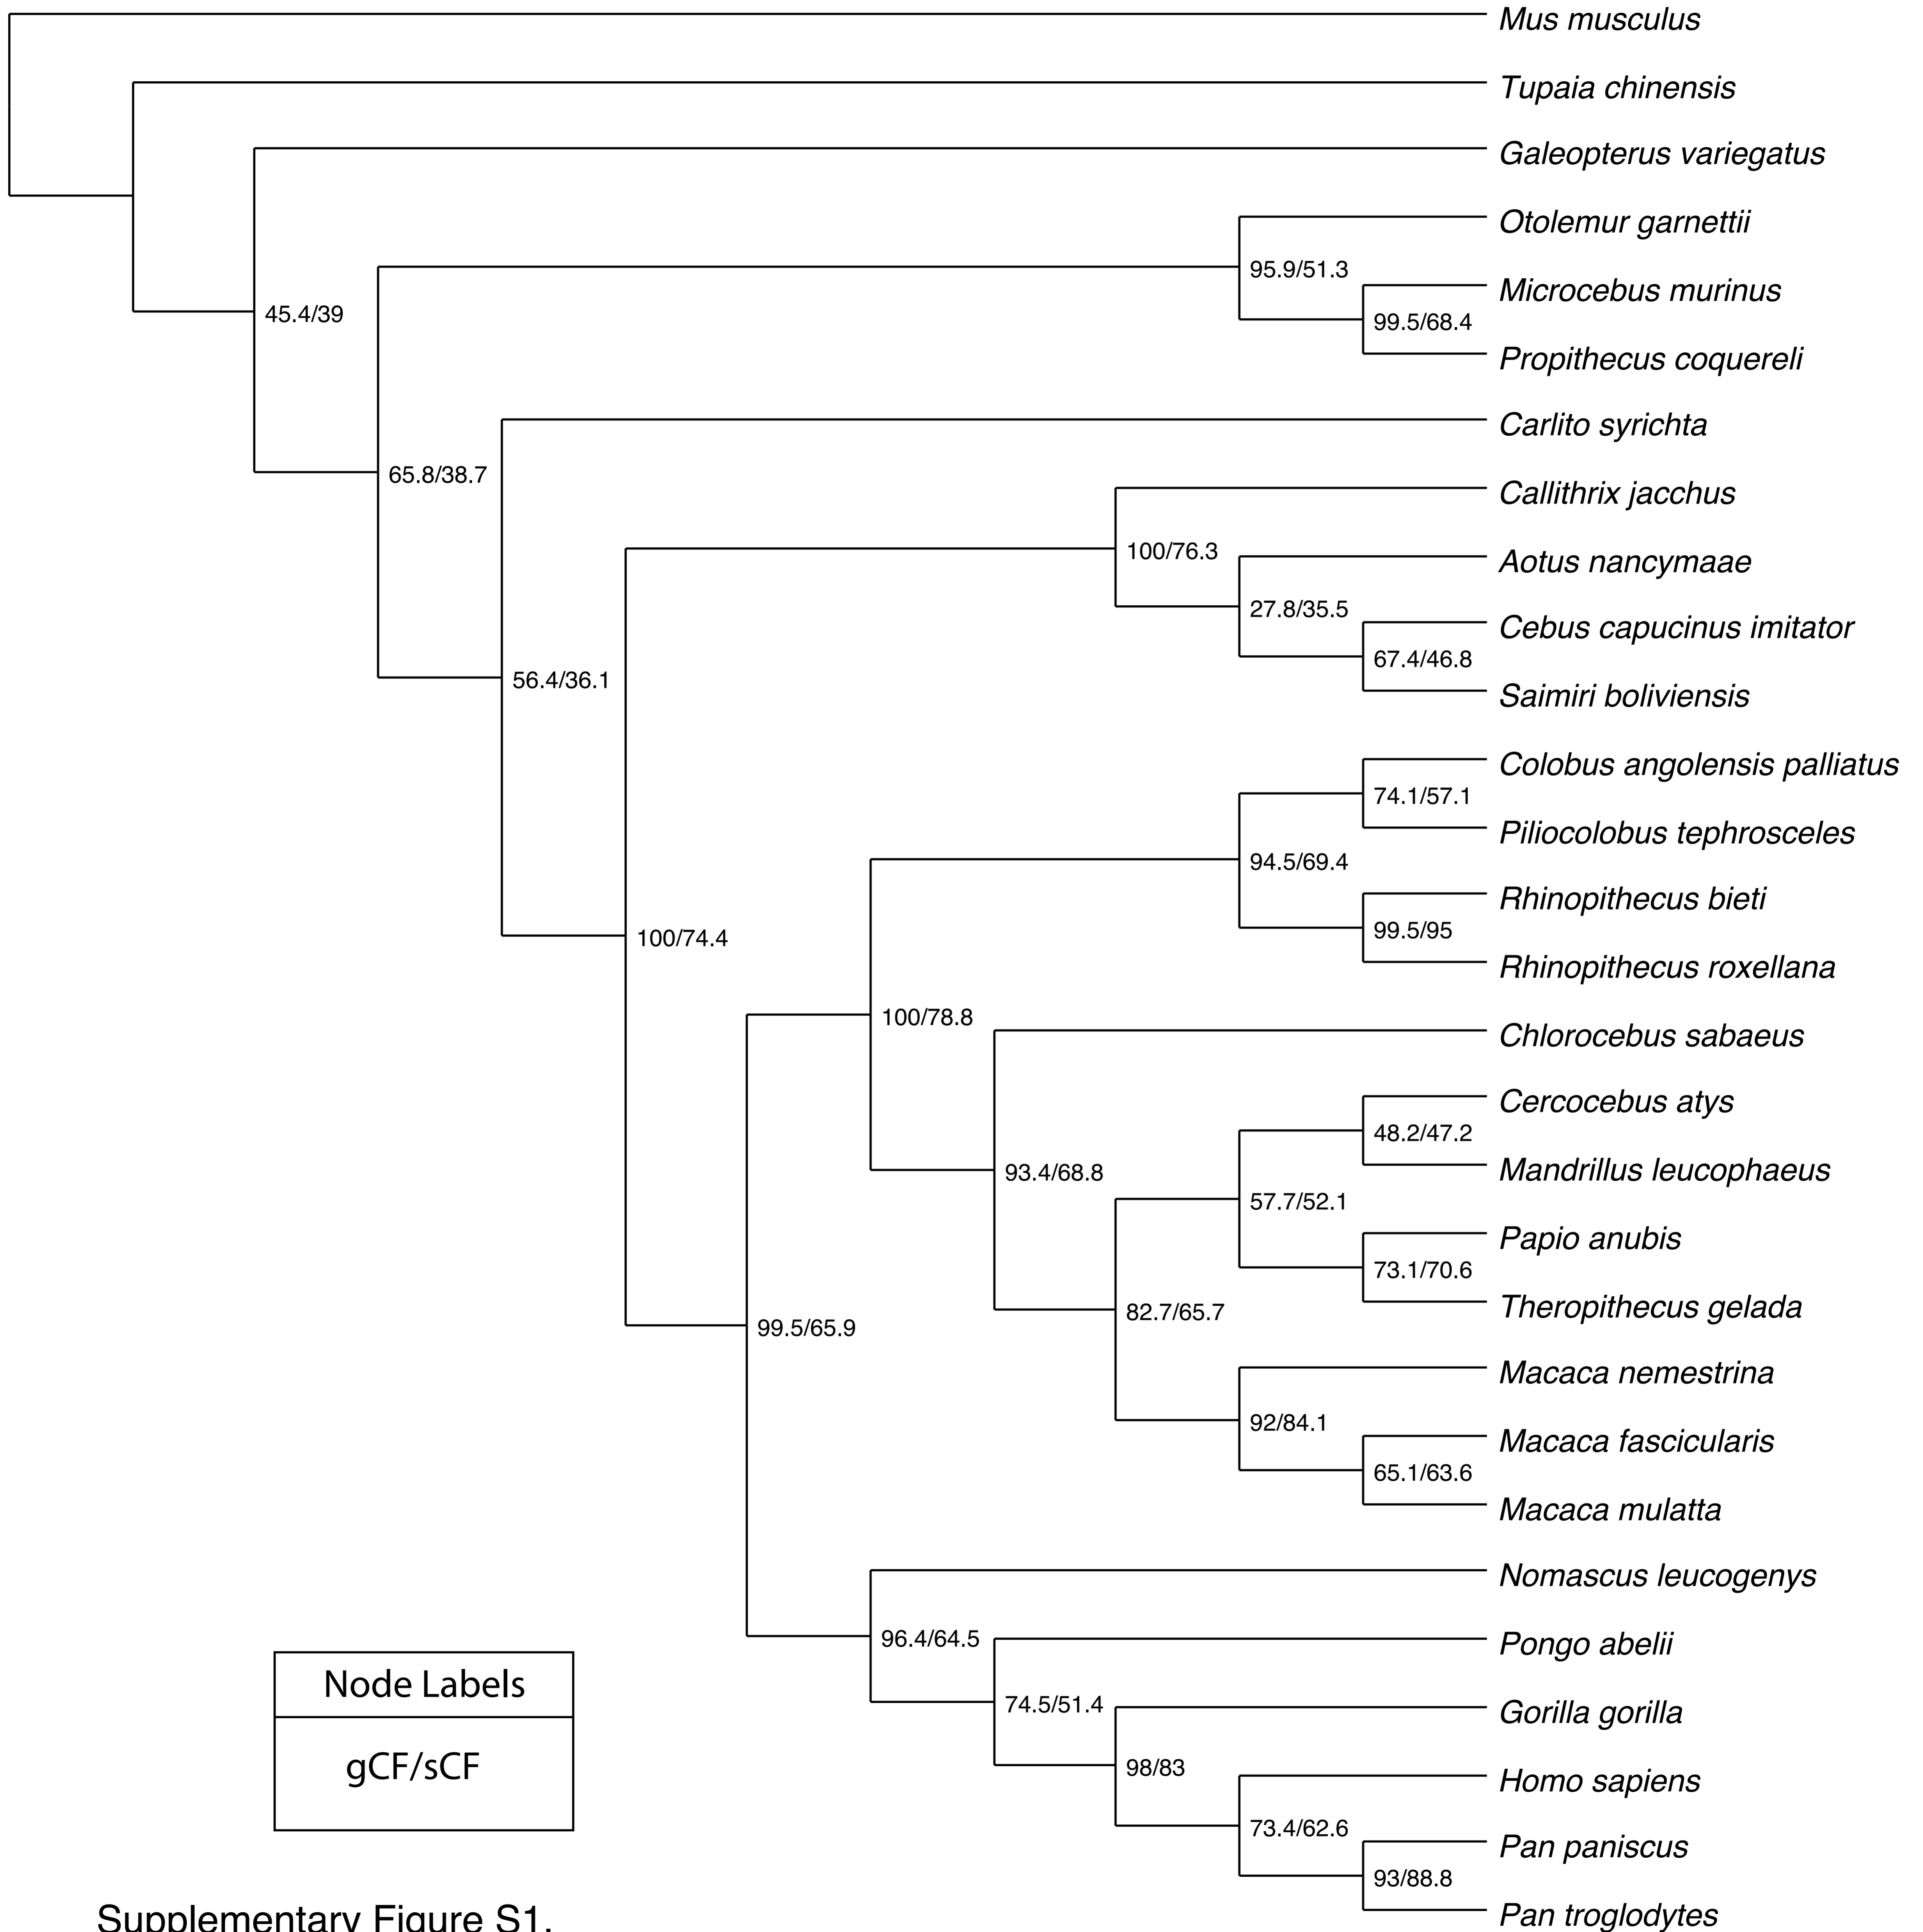 Mus musculus
Tupaia chinensis
Galeopterus variegatus
Otolemur garnettii
95.9/51.3
Microcebus murinus
45.4/39
99.5/68.4
Propithecus coquereli
Carlito syrichta
65.8/38.7
Callithrix jacchus
100/76.3
Aotus nancymaae
27.8/35.5
Cebus capucinus imitator
67.4/46.8
56.4/36.1
Saimiri boliviensis
Colobus angolensis palliatus
74.1/57.1
Piliocolobus tephrosceles
94.5/69.4
Rhinopithecus bieti
99.5/95
100/74.4
Rhinopithecus roxellana
100/78.8
Chlorocebus sabaeus
Cercocebus atys
48.2/47.2
93.4/68.8
Mandrillus leucophaeus
57.7/52.1
Papio anubis
73.1/70.6
Theropithecus gelada
82.7/65.7
99.5/65.9
Macaca nemestrina
92/84.1
Macaca fascicularis
65.1/63.6
Macaca mulatta
Nomascus leucogenys
96.4/64.5
Pongo abelii
74.5/51.4
Gorilla gorilla
98/83
Homo sapiens
73.4/62.6
Pan paniscus
93/88.8
Pan troglodytes
Node Labels
gCF/sCF
Supplementary Figure S1.